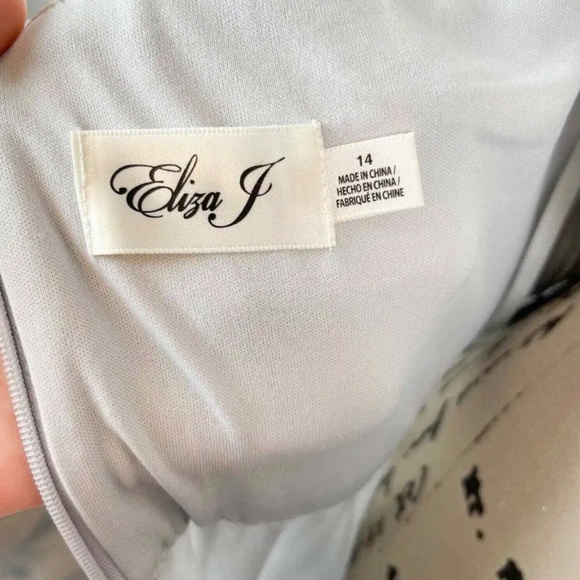 Eliza J
14
MADE IN CHINA /
HECHO EN CHINA /
FABRIQUÉ EN CHINE